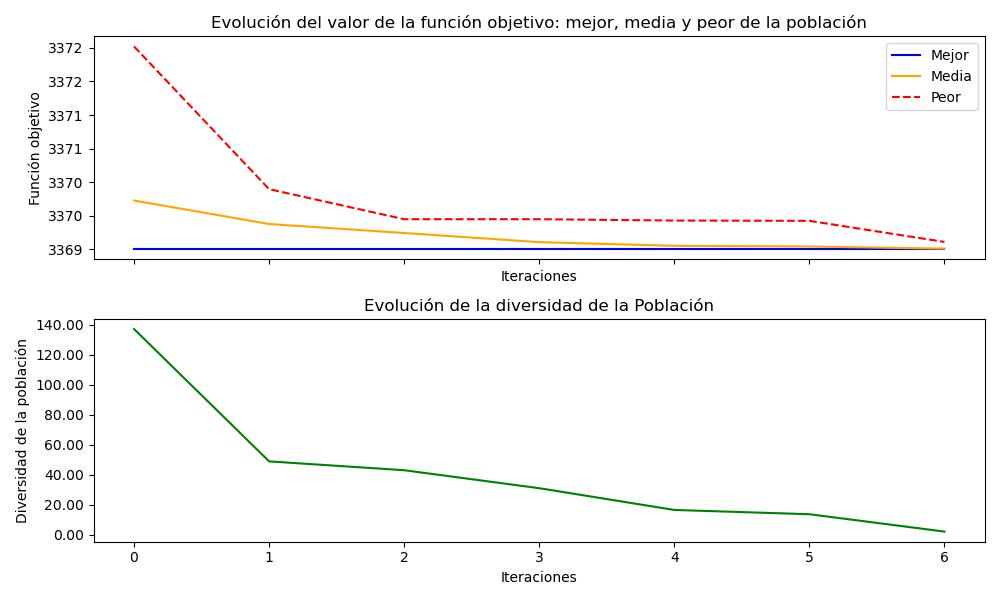 Evolución del valor de la función objetivo: mejor, media y peor de la población
Función objetivo
3372
3372
3371
3371
3370
3370
3369
Mejor
Media
Peor
Iteraciones
Evolución de la diversidad de la Población
Diversidad de la población
140.00
120.00
100.00
80.00
60.00
40.00
20.00
0.00
0 1 2 3 4 5 6
Iteraciones